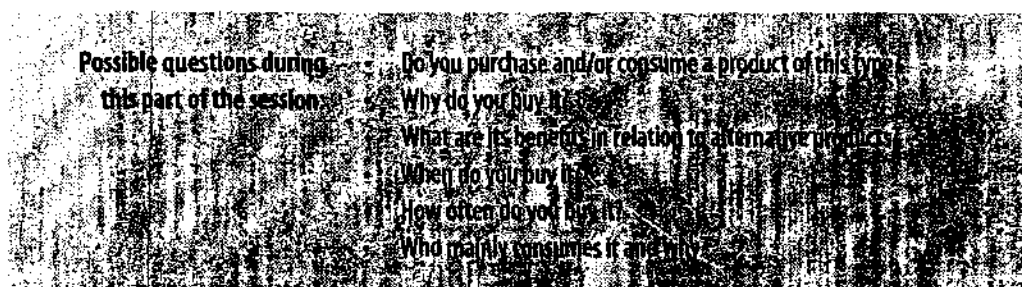 Possible questions during
this part of the session:
Do you purchase and/or consume a product of this type?
Why do you buy it?
What are its benefits in relation to alternative products?
When do you buy it?
How often do you buy it?
Who mainly consumes it and why?